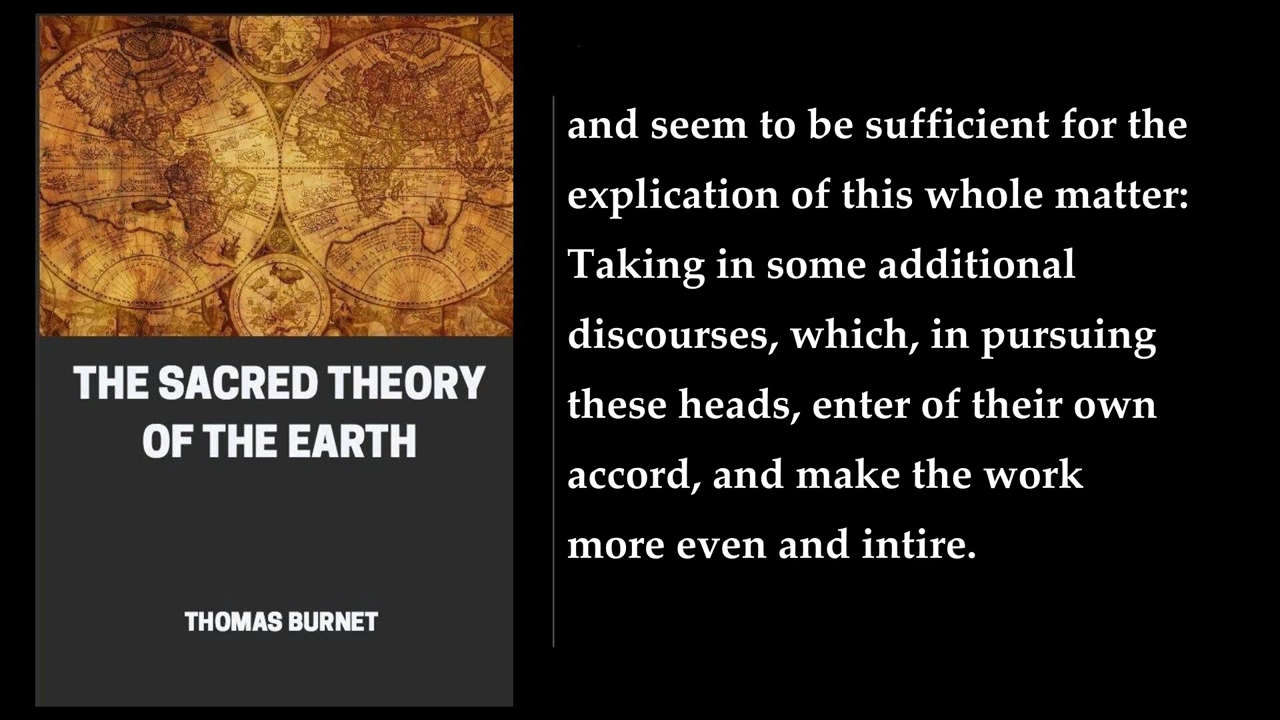 THE SACRED THEORY
OF THE EARTH
THOMAS BURNET
and seem to be sufficient for the
explication of this whole matter:
Taking in some additional
discourses, which, in pursuing
these heads, enter of their own
accord, and make the work
more even and intire.